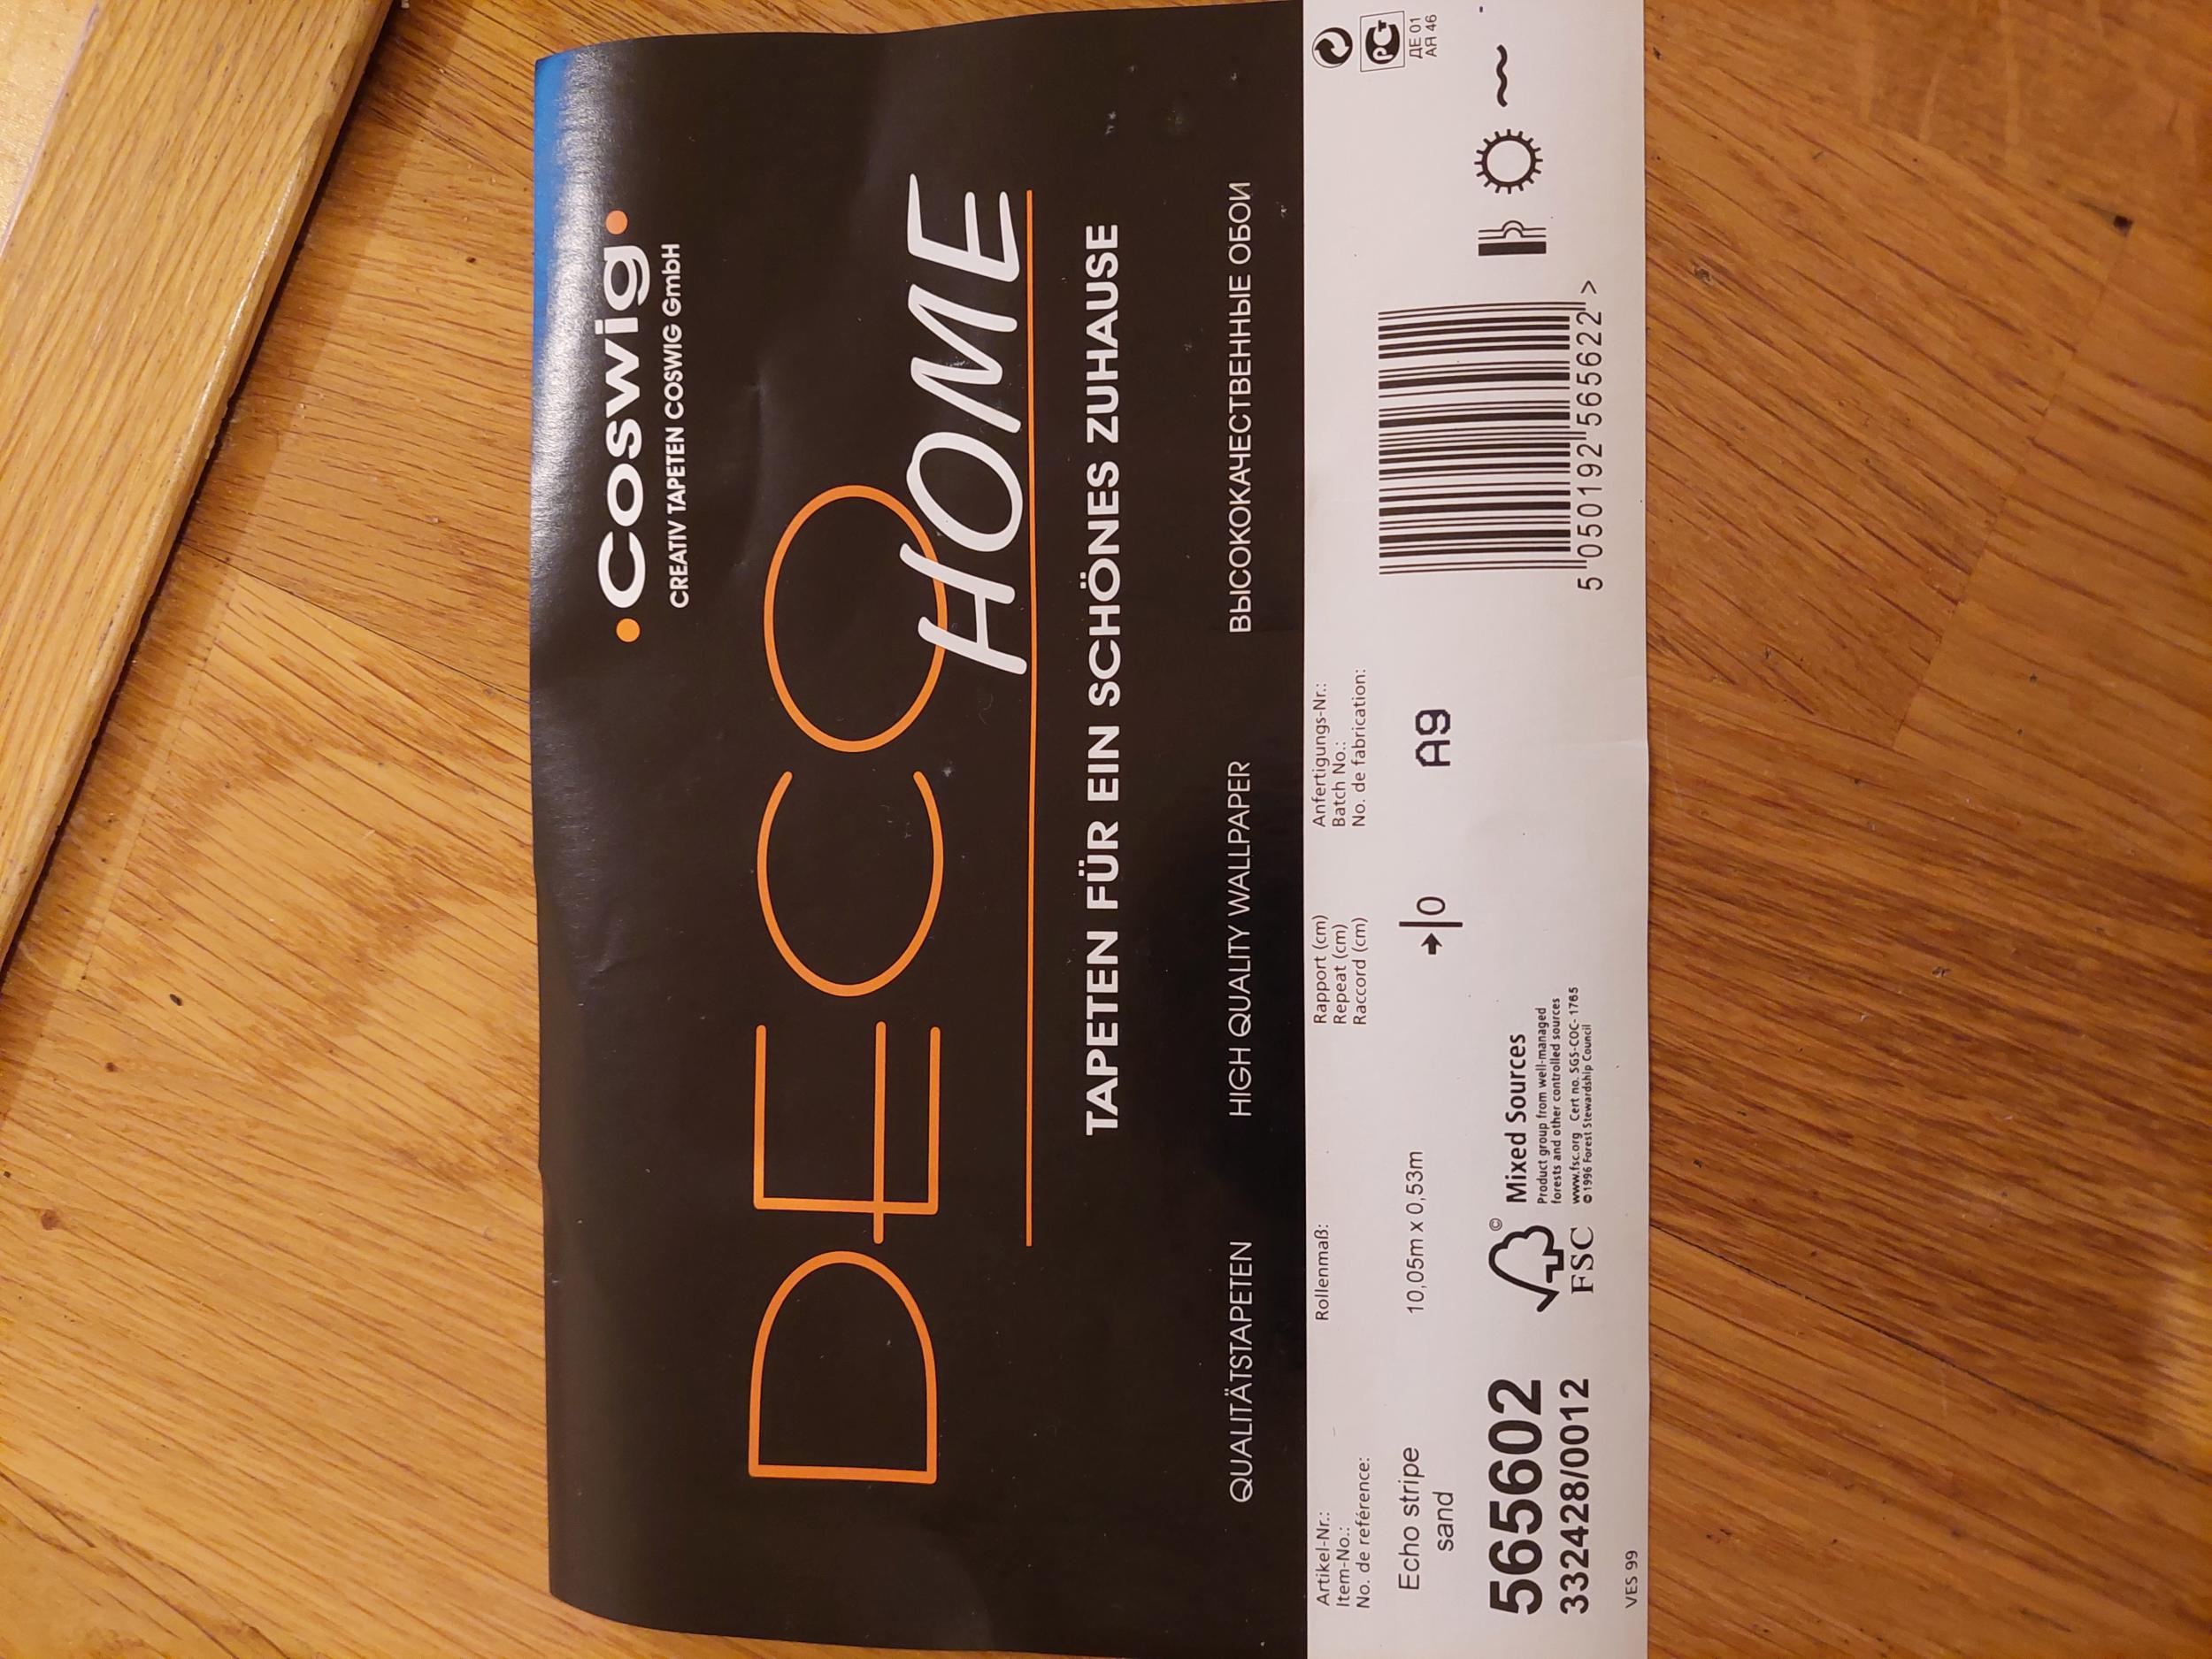 Coswig
CREATIV TAPETEN COSWIG GmbH
DECO
HOME
TAPETEN FÜR EIN SCHÖNES ZUHAUSE
QUALITÄTSTAPETEN
HIGH QUALITY WALLPAPER
ВЫСОКОКАЧЕСТВЕННЫЕ ОБОИ
Artikel-Nr.:
Item-No.:
No. de reférence:
Echo stripe
sand
565602
332428/0012
VES 99
Rollenmaß:
10,05m x 0,53m
FSC
©
Mixed Sources
Product group from well-managed
forests and other controlled sources
www.fsc.org Cert no. SGS-COC-1765
©1996 Forest Stewardship Council
Rapport (cm)
Repeat (cm)
Raccord (cm)
0
Anfertigungs-Nr.:
Batch No.:
No. de fabrication:
A9
5 050192 565622 >
РСТ
ДЕ 01
АЯ 46